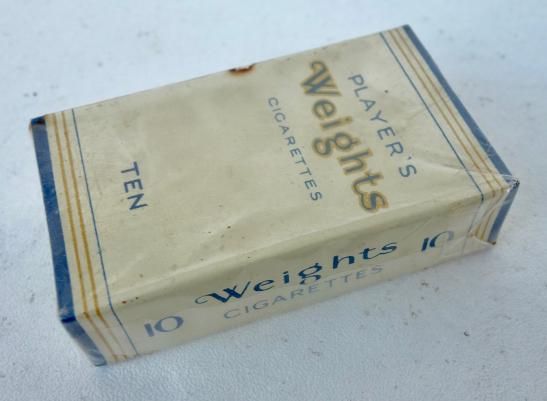 PLAYER'S
Weights
CIGARETTES
TEN
10 Weights 10
CIGARETTES